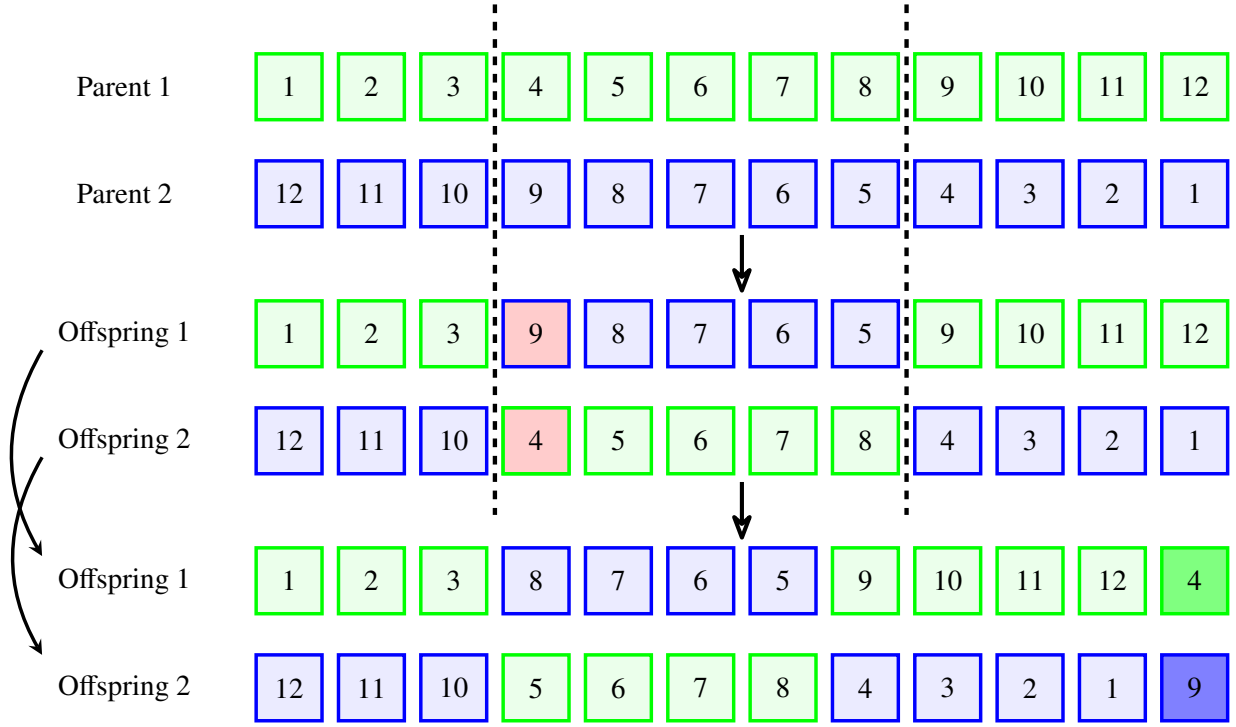 Parent 1 1 2 3 4 5 6 7 8 9 10 11 12
Parent 2 12 11 10 9 8 7 6 5 4 3 2 1
Offspring 1 1 2 3 9 8 7 6 5 9 10 11 12
Offspring 2 12 11 10 4 5 6 7 8 4 3 2 1
Offspring 1 1 2 3 8 7 6 5 9 10 11 12 4
Offspring 2 12 11 10 5 6 7 8 4 3 2 1 9